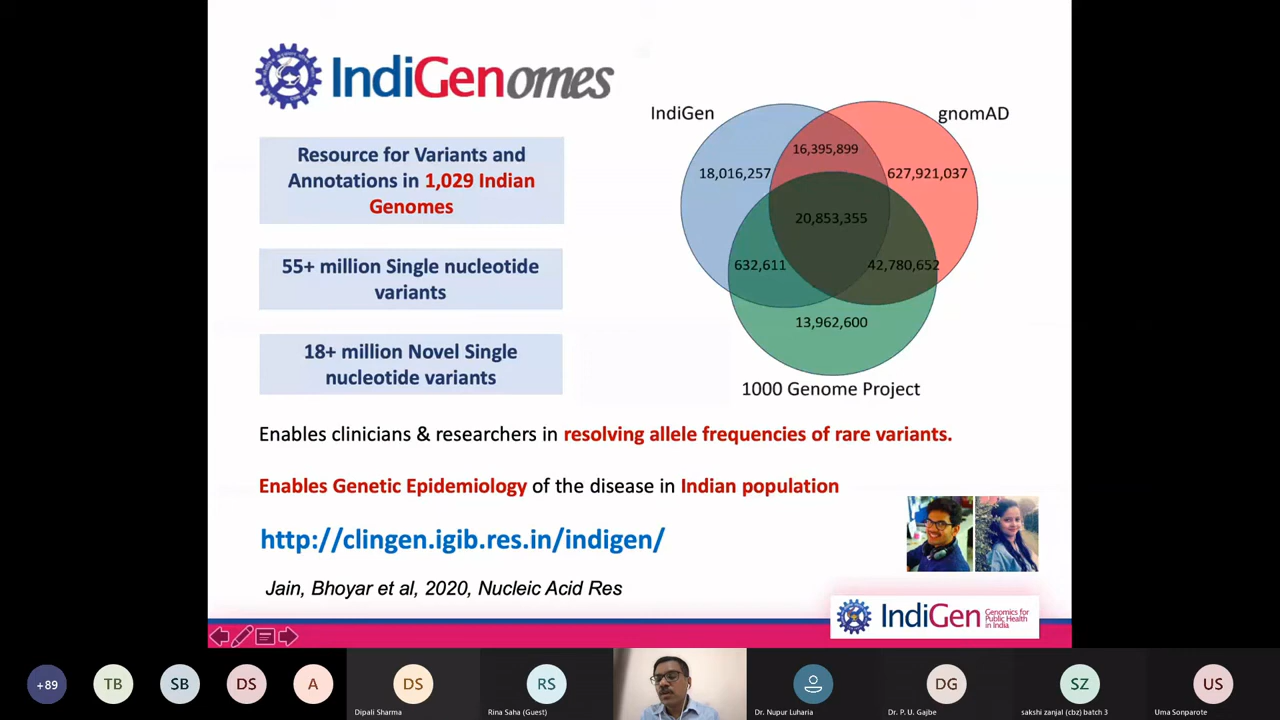 IndiGenomes
Resource for Variants and
Annotations in 1,029 Indian
Genomes
55+ million Single nucleotide
variants
18+ million Novel Single
nucleotide variants
IndiGen
gnomAD
16,395,899
18,016,257
627,921,037
20,853,355
632,611
42,780,652
13,962,600
1000 Genome Project
Enables clinicians & researchers in resolving allele frequencies of rare variants.
Enables Genetic Epidemiology of the disease in Indian population
http://clingen.igib.res.in/indigen/
Jain, Bhoyar et al, 2020, Nucleic Acid Res
IndiGen
Genomics for
Public Health
in India
+89
TB
SB
DS
A
DS
Dipali Sharma
RS
Rina Saha (Guest)
Dr. Nupur Luharia
DG
Dr. P. U. Gajbe
SZ
sakshi zanjal (cbz) batch 3
US
Uma Sonparote